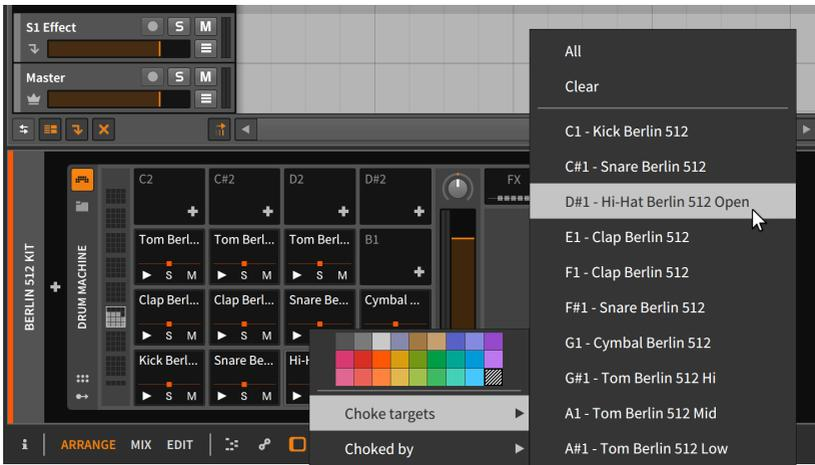 S1 Effect
S M
Master
S M
BERLIN 512 KIT
DRUM MACHINE
C2 C#2 D2 D#2
FX
Tom Berl... Tom Berl... Tom Berl... B1
S M S M S M
Clap Berl... Clap Berl... Snare Be... Cymbal ...
S M S M
Kick Berl... Snare Be... Hi-H
S M S M
Choke targets
Choked by
i ARRANGE MIX EDIT
All
Clear
C1 - Kick Berlin 512
C#1 - Snare Berlin 512
D#1 - Hi-Hat Berlin 512 Open
E1 - Clap Berlin 512
F1 - Clap Berlin 512
F#1 - Snare Berlin 512
G1 - Cymbal Berlin 512
G#1 - Tom Berlin 512 Hi
A1 - Tom Berlin 512 Mid
A#1 - Tom Berlin 512 Low